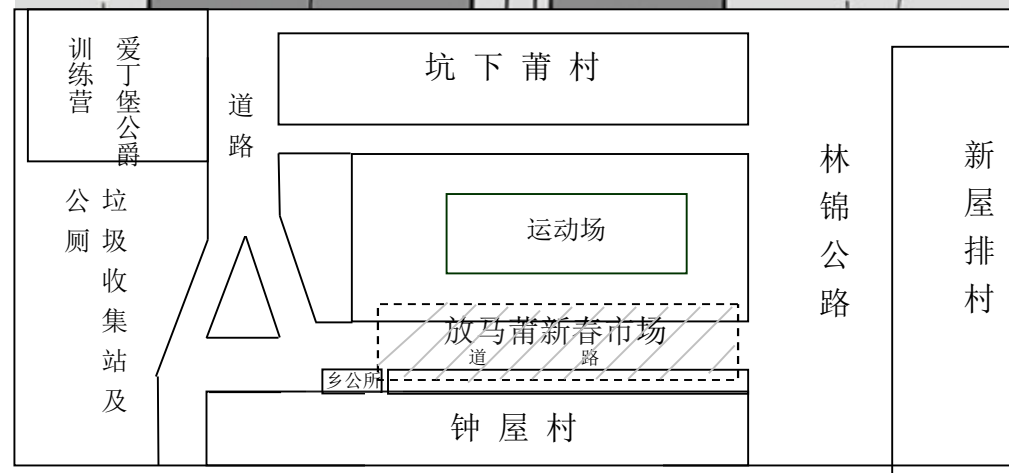 爱丁堡公爵
训练营
道路
坑下莆村
林锦公路
新屋排村
垃圾收集站及
公厕
运动场
放马莆新春市场
道路
乡公所
钟屋村